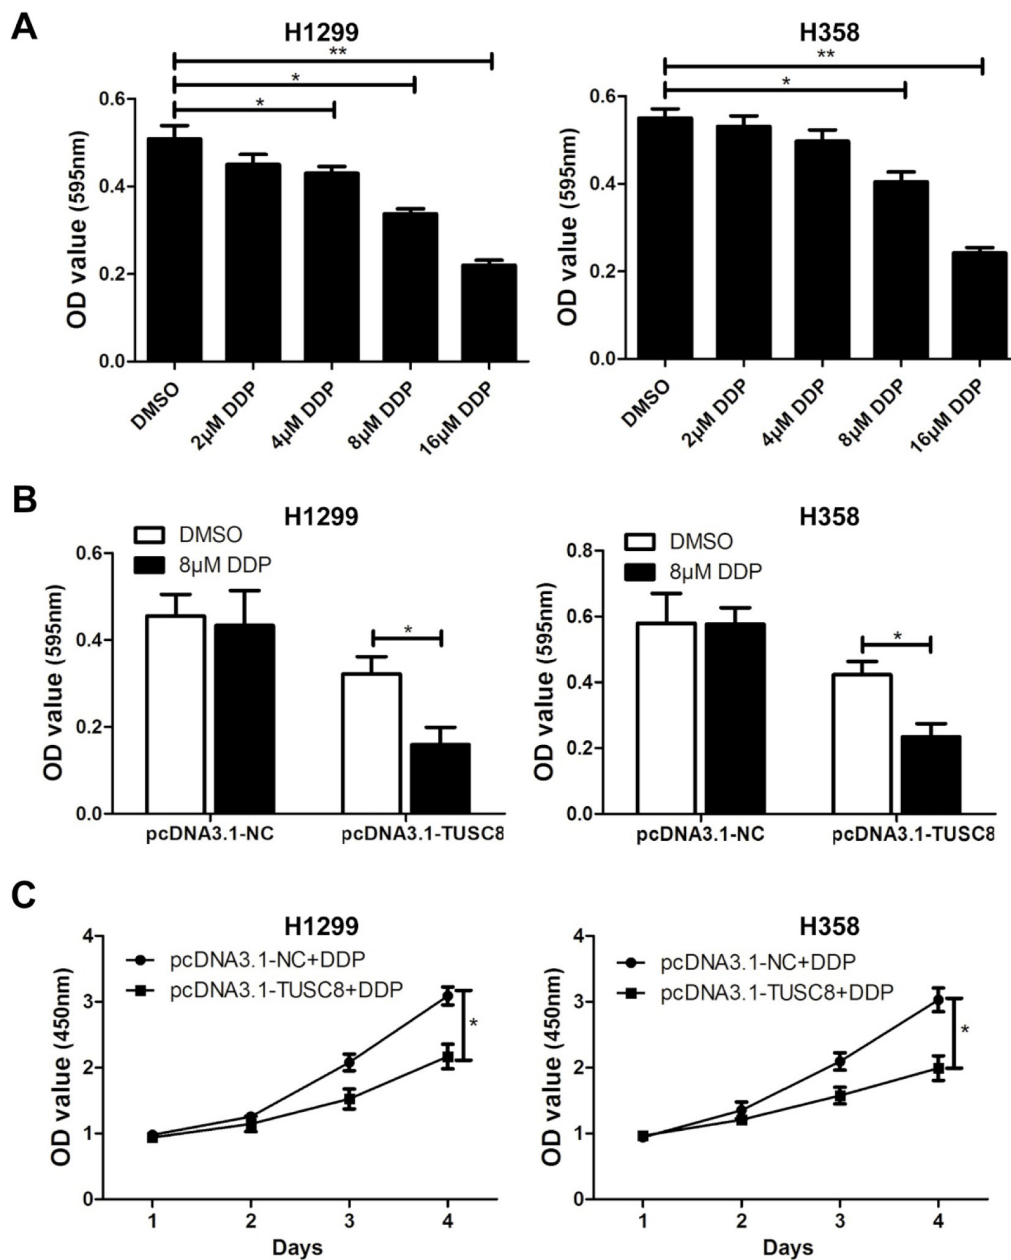 A
H1299
**
*
*
OD value (595nm)
0.6
0.4
0.2
0.0
DMSO
2µM DDP
4µM DDP
8µM DDP
16µM DDP
H358
**
*
OD value (595nm)
0.6
0.4
0.2
0.0
DMSO
2µM DDP
4µM DDP
8µM DDP
16µM DDP
B
H1299
DMSO
8µM DDP
*
OD value (595nm)
0.6
0.4
0.2
0.0
pcDNA3.1-NC
pcDNA3.1-TUSC8
H358
DMSO
8µM DDP
*
OD value (595nm)
0.8
0.6
0.4
0.2
0.0
pcDNA3.1-NC
pcDNA3.1-TUSC8
C
H1299
pcDNA3.1-NC+DDP
pcDNA3.1-TUSC8+DDP
*
OD value (450nm)
4
3
2
1
0
1 2 3 4
Days
H358
pcDNA3.1-NC+DDP
pcDNA3.1-TUSC8+DDP
*
OD value (450nm)
4
3
2
1
0
1 2 3 4
Days